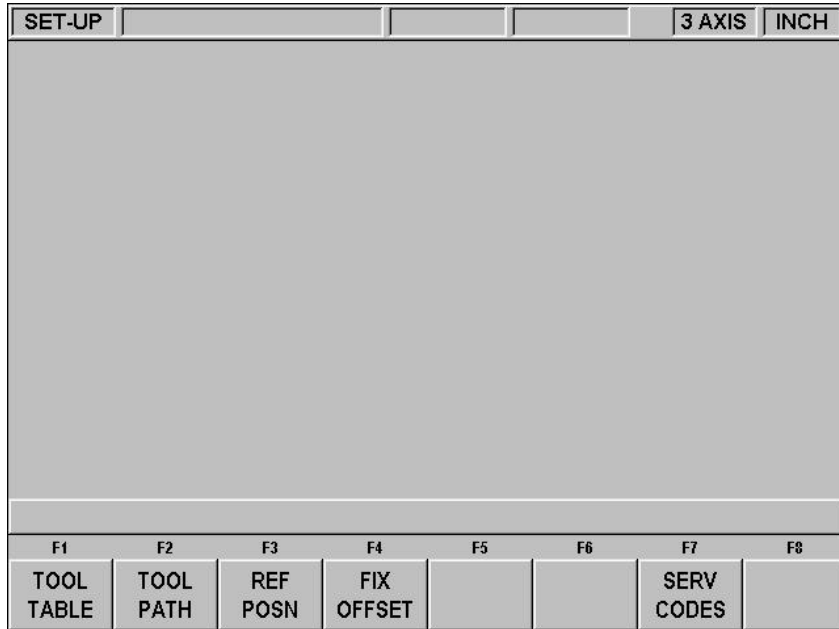 SET-UP 3 AXIS INCH
F1 F2 F3 F4 F5 F6 F7 F8
TOOL TOOL REF FIX SERV
TABLE PATH POSN OFFSET CODES